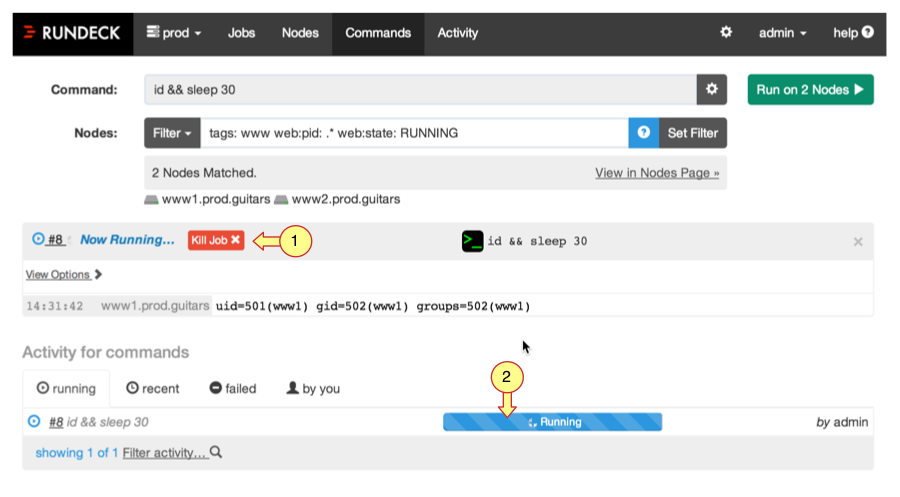 RUNDECK prod Jobs Nodes Commands Activity admin help
Command: id && sleep 30 Run on 2 Nodes
Nodes: Filter tags: www web:pid: .* web:state: RUNNING ? Set Filter
2 Nodes Matched. View in Nodes Page »
www1.prod.guitars www2.prod.guitars
#8 Now Running... Kill Job 1 >_ id && sleep 30 ×
View Options
14:31:42 www1.prod.guitars uid=501(www1) gid=502(www1) groups=502(www1)
Activity for commands
running recent failed by you
2
#8 id && sleep 30 Running by admin
showing 1 of 1 Filter activity...